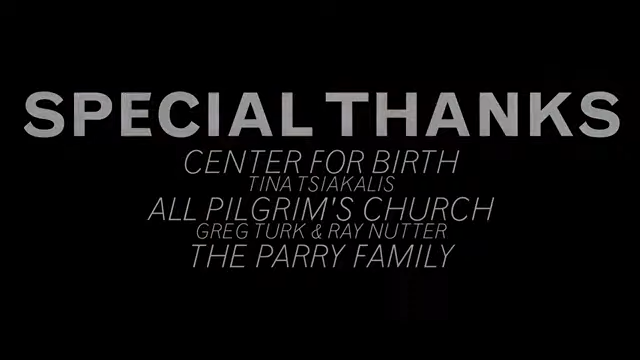 SPECIAL THANKS
CENTER FOR BIRTH
TINA TSIAKALIS
ALL PILGRIM'S CHURCH
GREG TURK & RAY NUTTER
THE PARRY FAMILY